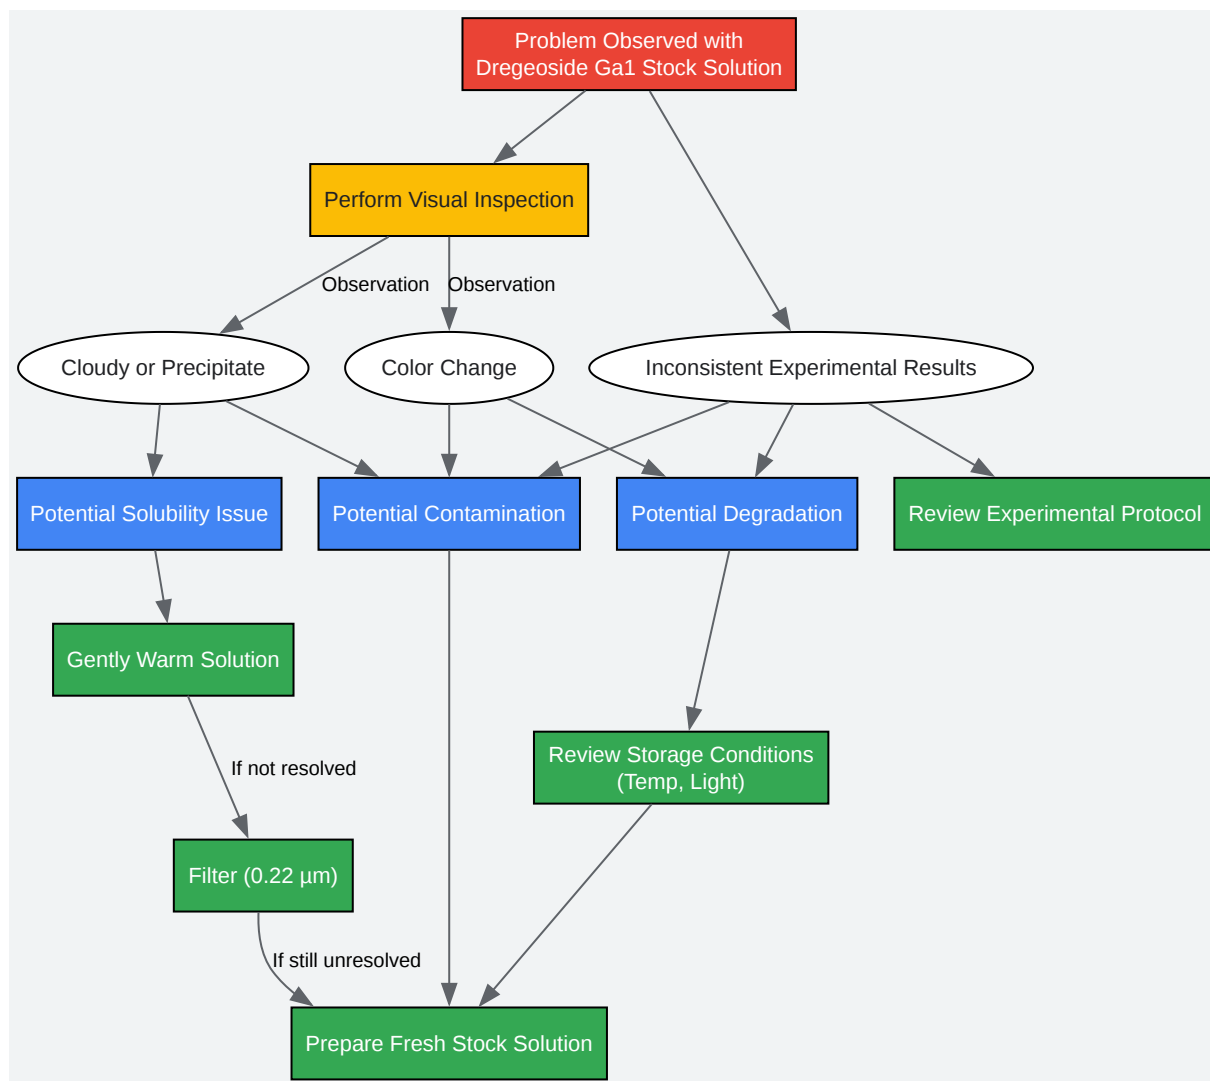 Problem Observed with
Dregeoside Ga1 Stock Solution
Perform Visual Inspection
Observation
Observation
Cloudy or Precipitate
Color Change
Inconsistent Experimental Results
Potential Solubility Issue
Potential Contamination
Potential Degradation
Review Experimental Protocol
Gently Warm Solution
If not resolved
Review Storage Conditions
(Temp, Light)
Filter (0.22 µm)
If still unresolved
Prepare Fresh Stock Solution